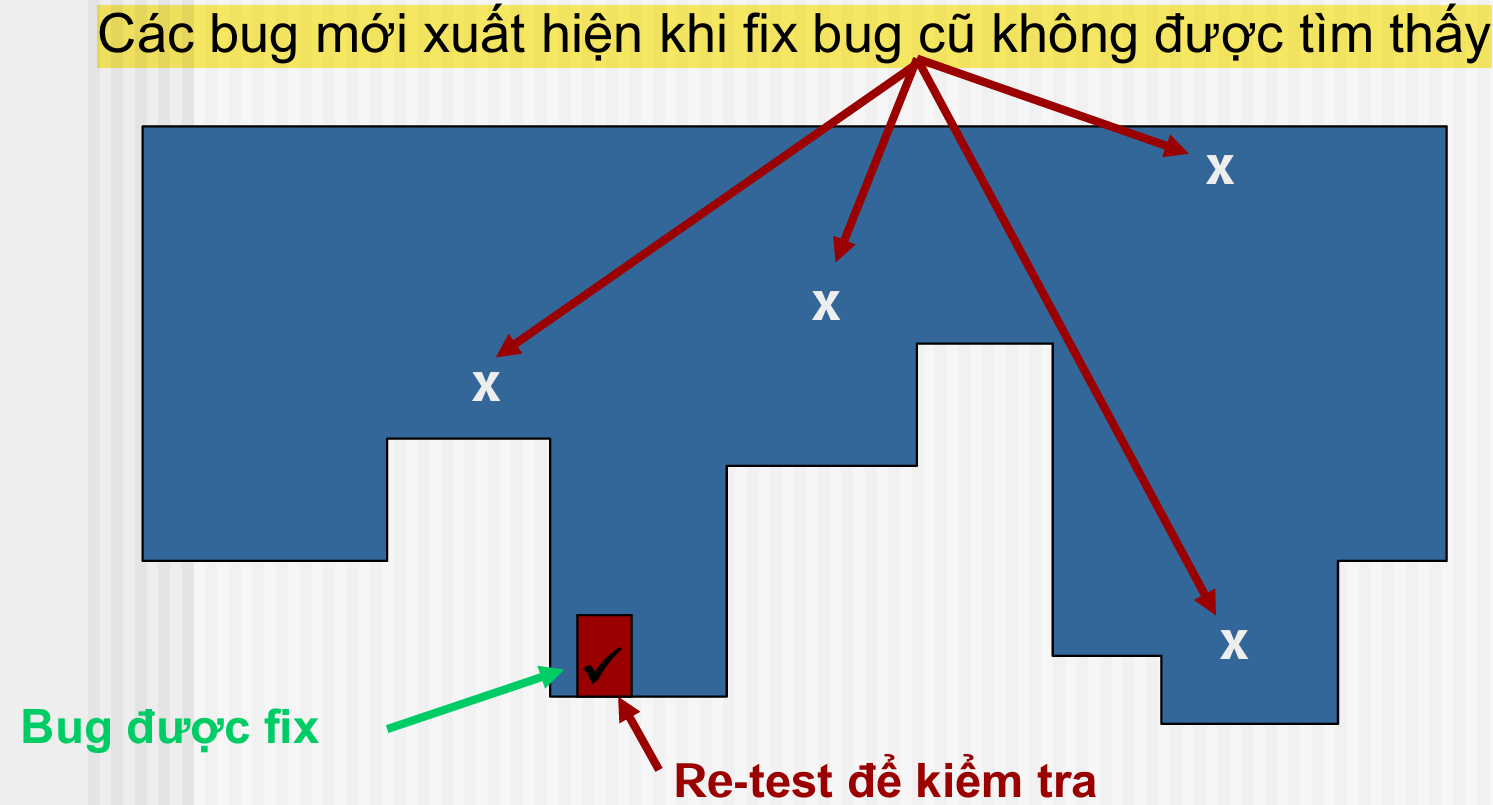 Các bug mới xuất hiện khi fix bug cũ không được tìm thấy
x
x
x
x
✓
Bug được fix
Re-test để kiểm tra